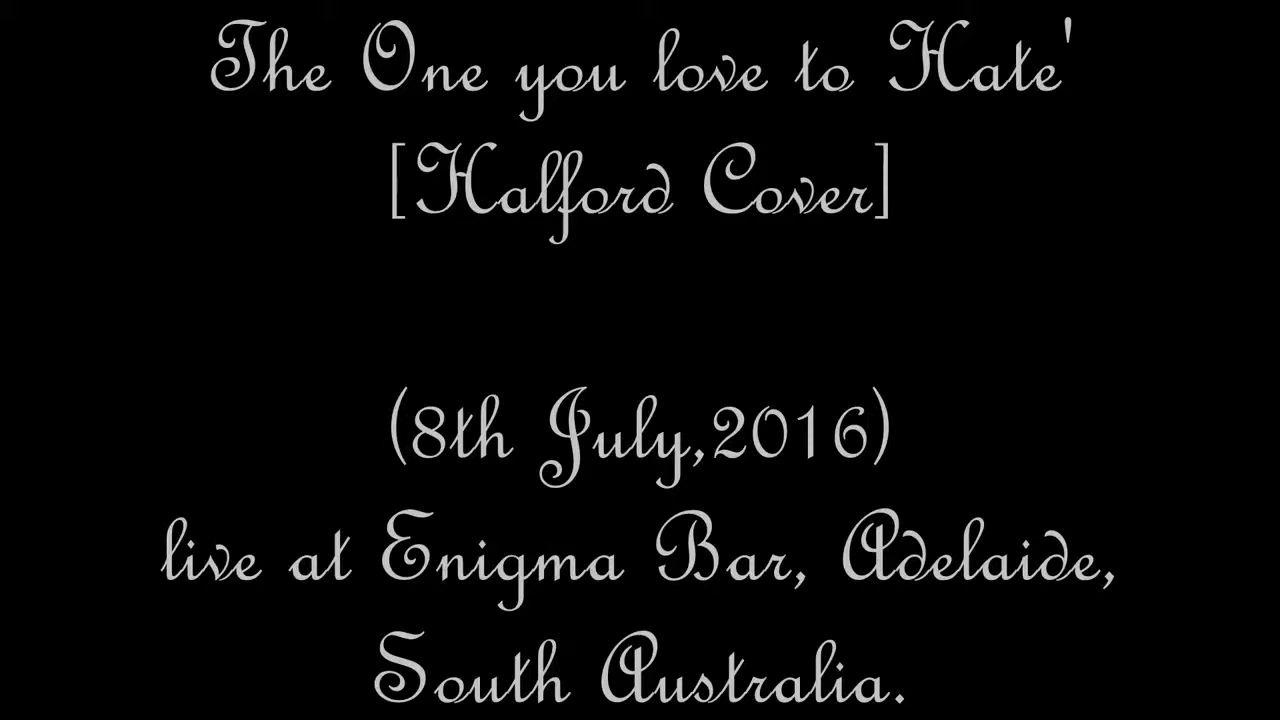 The One you love to Hate'
[Halford Cover]
(8th July,2016)
live at Enigma Bar, Adelaide,
South Australia.